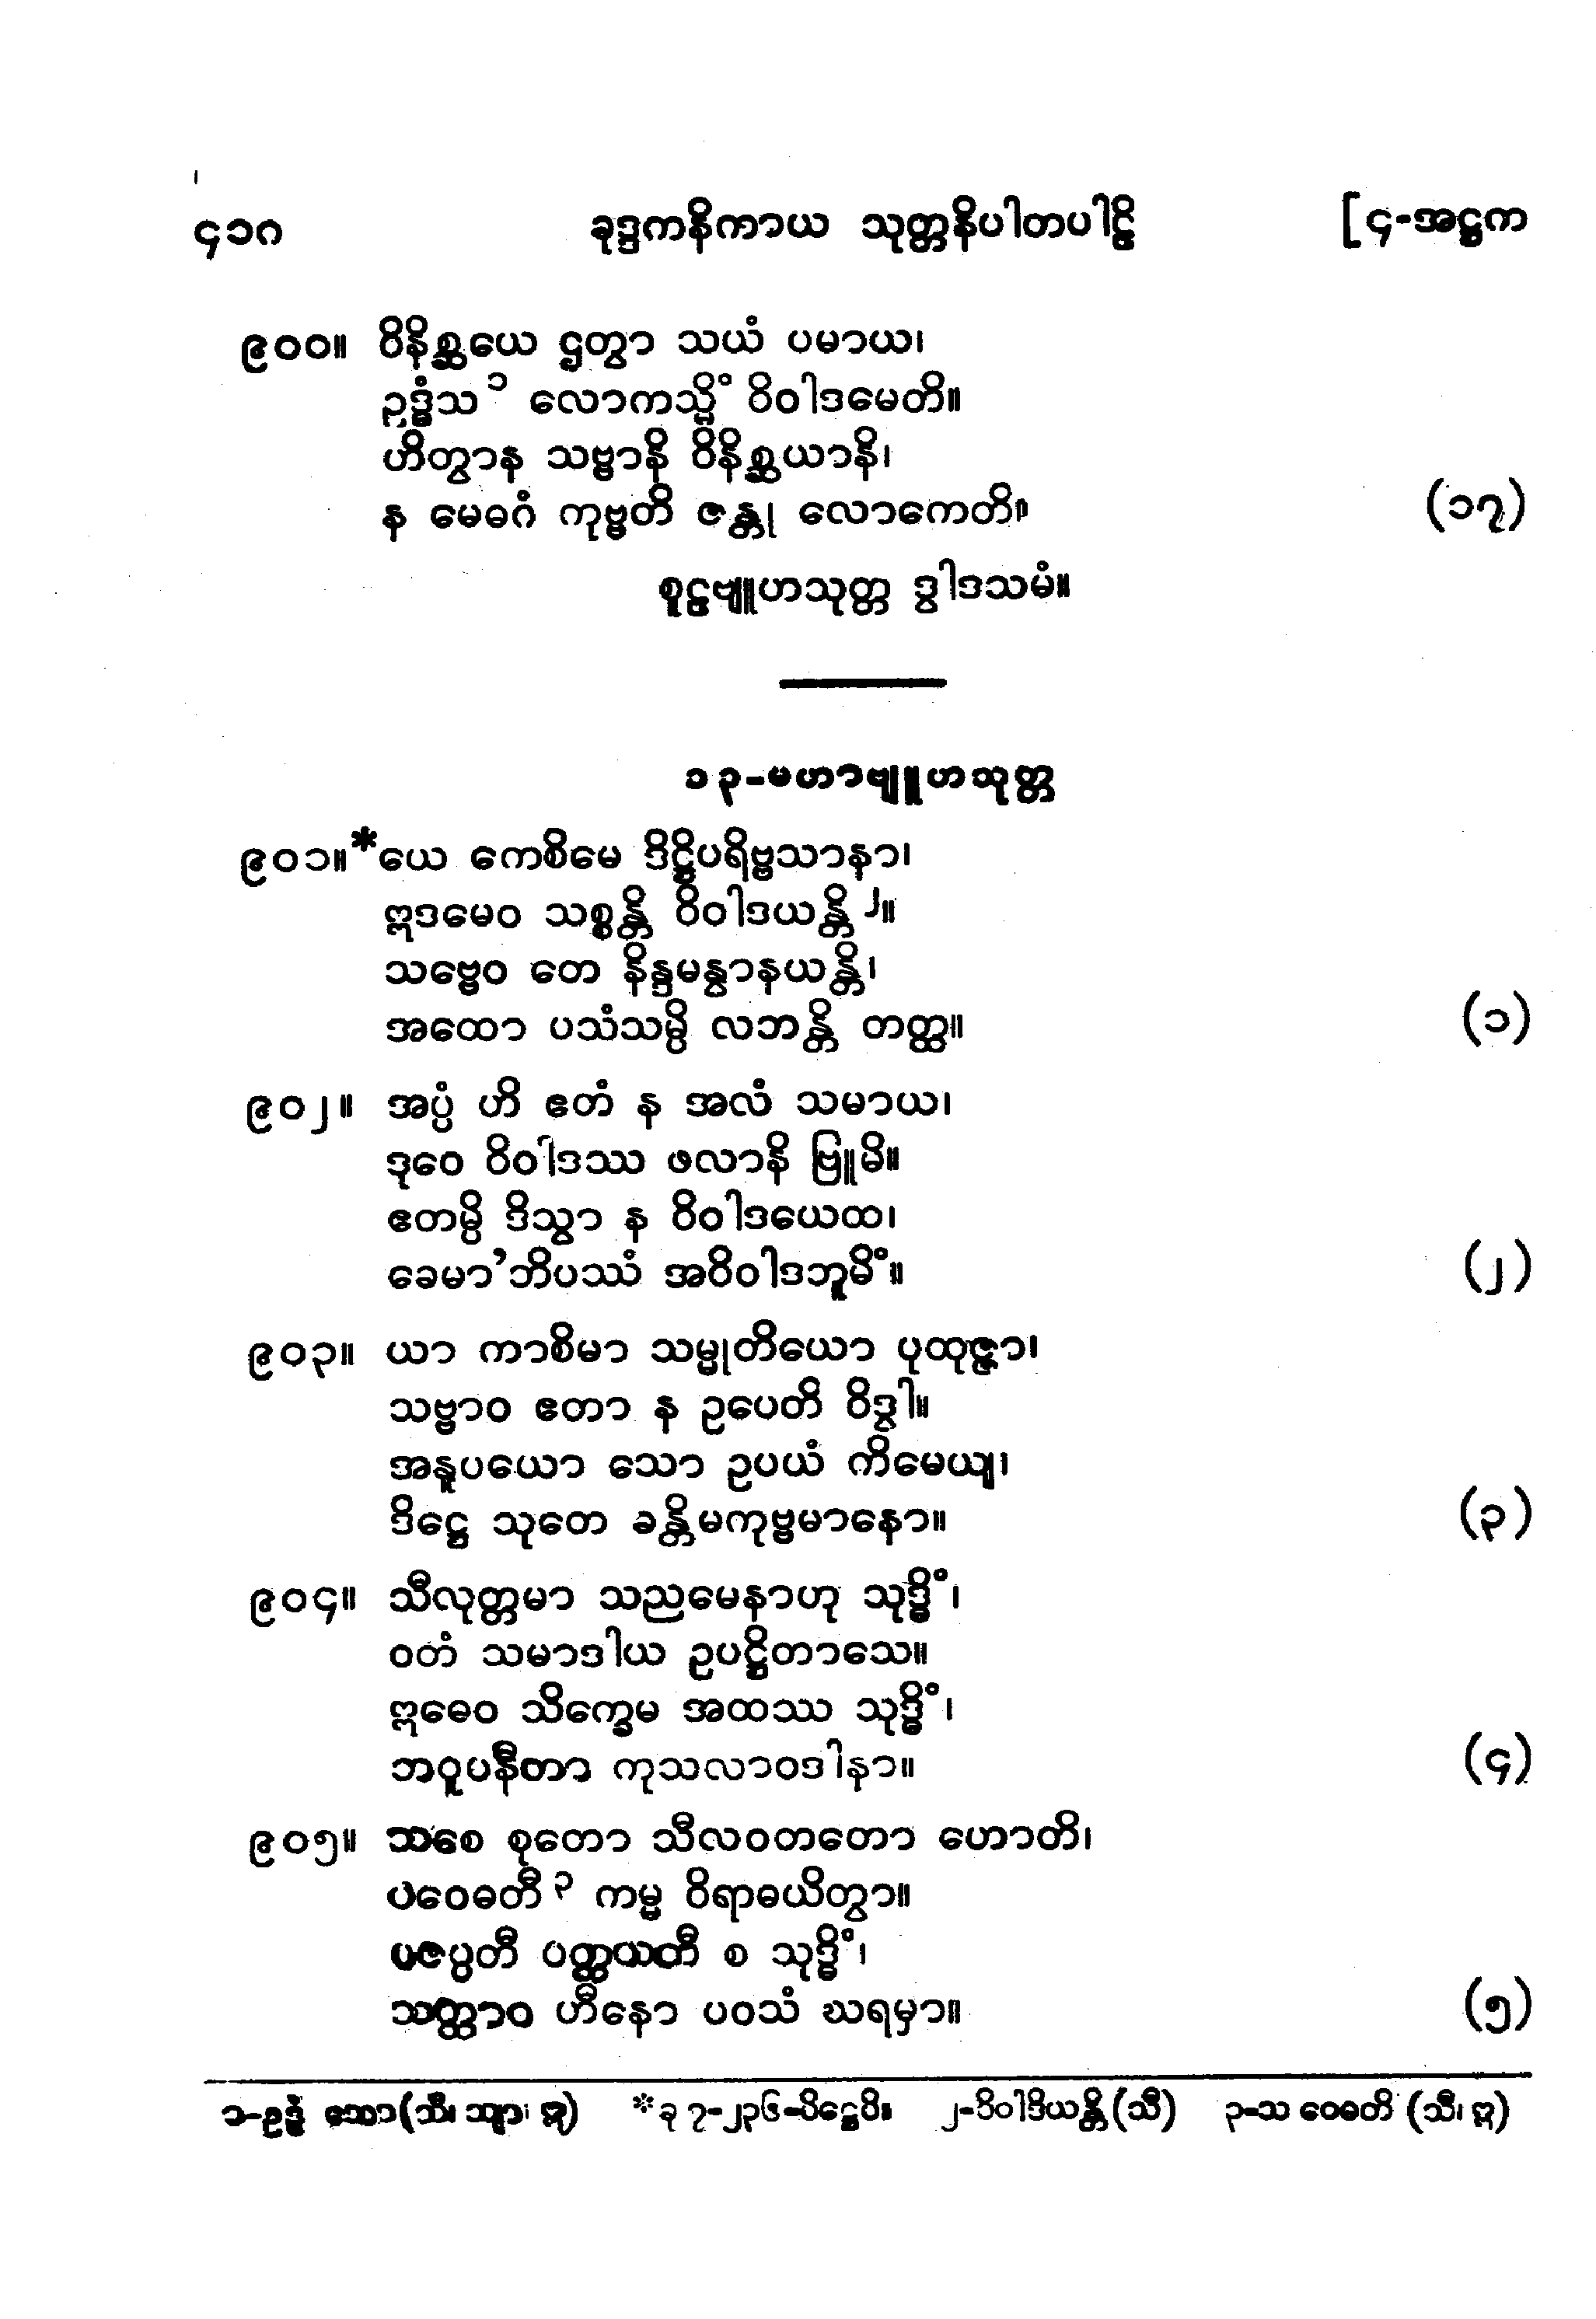 ၄၁၈ ခုဒ္ဒကနိကာယ သုတ္တနိပါတပါဠိ [၄-အဋ္ဌက
၉၀၀။ ဝိနိစ္ဆယေ ဌတွာ သယံ ပမာယ၊
ဥဒ္ဓံသ ၁ လောကသ္မိံ ဝိဝါဒမေတိ။
ဟိတွာန သဗ္ဗာနိ ဝိနိစ္ဆယာနိ၊
န မေဓဂံ ကုဗ္ဗတိ ဇန္တု လောကေတိ။ (၁၇)
စူဠဗျူဟသုတ္တ ဒွါဒသမံ။
၁၃-မဟာဗျူဟသုတ္တ
၉၀၁။*ယေ ကေစိမေ ဒိဋ္ဌိပရိဗ္ဗသာနာ၊
ဣဒမေဝ သစ္စန္တိ ဝိဝါဒယန္တိ ၂။
သဗ္ဗေဝ တေ နိန္ဒမန္ဝာနယန္တိ၊
အထော ပသံသမ္ပိ လဘန္တိ တတ္ထ။ (၁)
၉၀၂။ အပ္ပံ ဟိ ဧတံ န အလံ သမာယ၊
ဒုဝေ ဝိဝါဒဿ ဖလာနိ ဗြူမိ။
ဧတမ္ပိ ဒိသွာ န ဝိဝါဒယေထ၊
ခေမာ’ဘိပဿံ အဝိဝါဒဘူမိံ။ (၂)
၉၀၃။ ယာ ကာစိမာ သမ္မုတိယော ပုထုဇ္ဇာ၊
သဗ္ဗာဝ ဧတာ န ဥပေတိ ဝိဒွါ။
အနူပယော သော ဥပယံ ကိမေယျ၊
ဒိဋ္ဌေ သုတေ ခန္တိမကုဗ္ဗမာနော။ (၃)
၉၀၄။ သီလုတ္တမာ သညမေနာဟု သုဒ္ဓိံ၊
ဝတံ သမာဒါယ ဥပဋ္ဌိတာသေ။
ဣဓေဝ သိက္ခေမ အထဿ သုဒ္ဓိံ၊
ဘဝူပနီတာ ကုသလာဝဒါနာ။ (၄)
၉၀၅။ သစေ စုတော သီလဝတတော ဟောတိ၊
ပဝေဓတီ ၃ ကမ္မ ဝိရာဓယိတွာ။
ပဇပ္ပတီ ပတ္ထယတီ စ သုဒ္ဓိံ၊
သတ္ထာဝ ဟီနော ပဝသံ ဃရမှာ။ (၅)
၁-ဥဒ္ဓံ သော (သီ၊ သျာ၊ ဣ) *ခု ၇-၂၃၆-ပိဋ္ဌေပိ။ ၂-ဝိဝါဒိယန္တိ (သီ) ၃-သ ဝေဓတိ (သီ၊ ဣ)